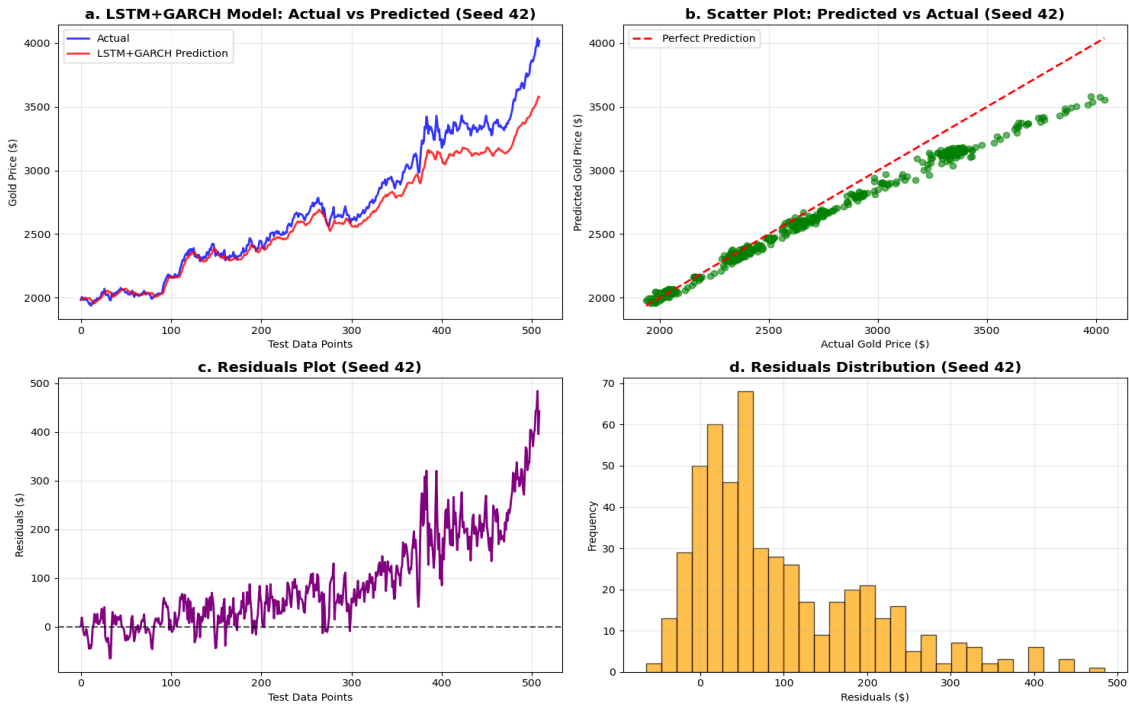 a. LSTM+GARCH Model: Actual vs Predicted (Seed 42)
Actual
LSTM+GARCH Prediction
Gold Price ($)
4000
3500
3000
2500
2000
0 100 200 300 400 500
Test Data Points
b. Scatter Plot: Predicted vs Actual (Seed 42)
Perfect Prediction
Predicted Gold Price ($)
4000
3500
3000
2500
2000
2000 2500 3000 3500 4000
Actual Gold Price ($)
c. Residuals Plot (Seed 42)
Residuals ($)
500
400
300
200
100
0
0 100 200 300 400 500
Test Data Points
d. Residuals Distribution (Seed 42)
Frequency
70
60
50
40
30
20
10
0
0 100 200 300 400 500
Residuals ($)